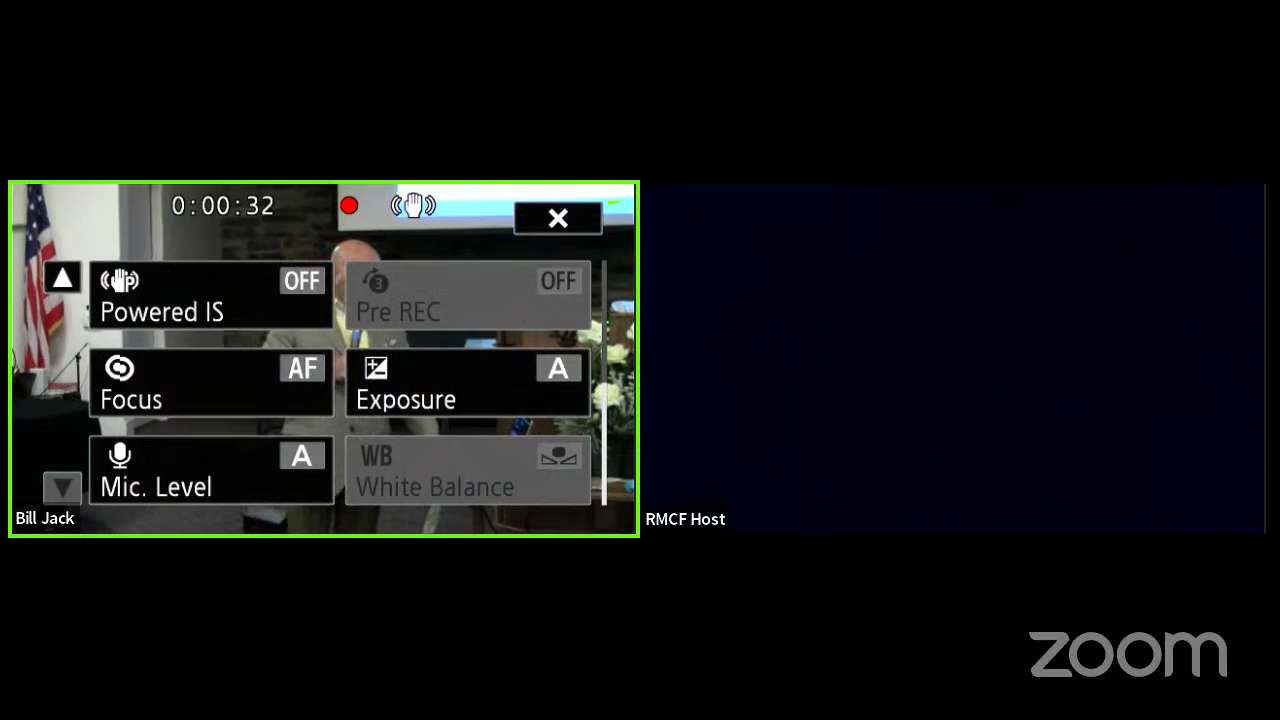 0:00:32
OFF
Powered IS
3
OFF
Pre REC
AF
Focus
A
Exposure
A
Mic. Level
WB
White Balance
Bill Jack
RMCF Host
zoom